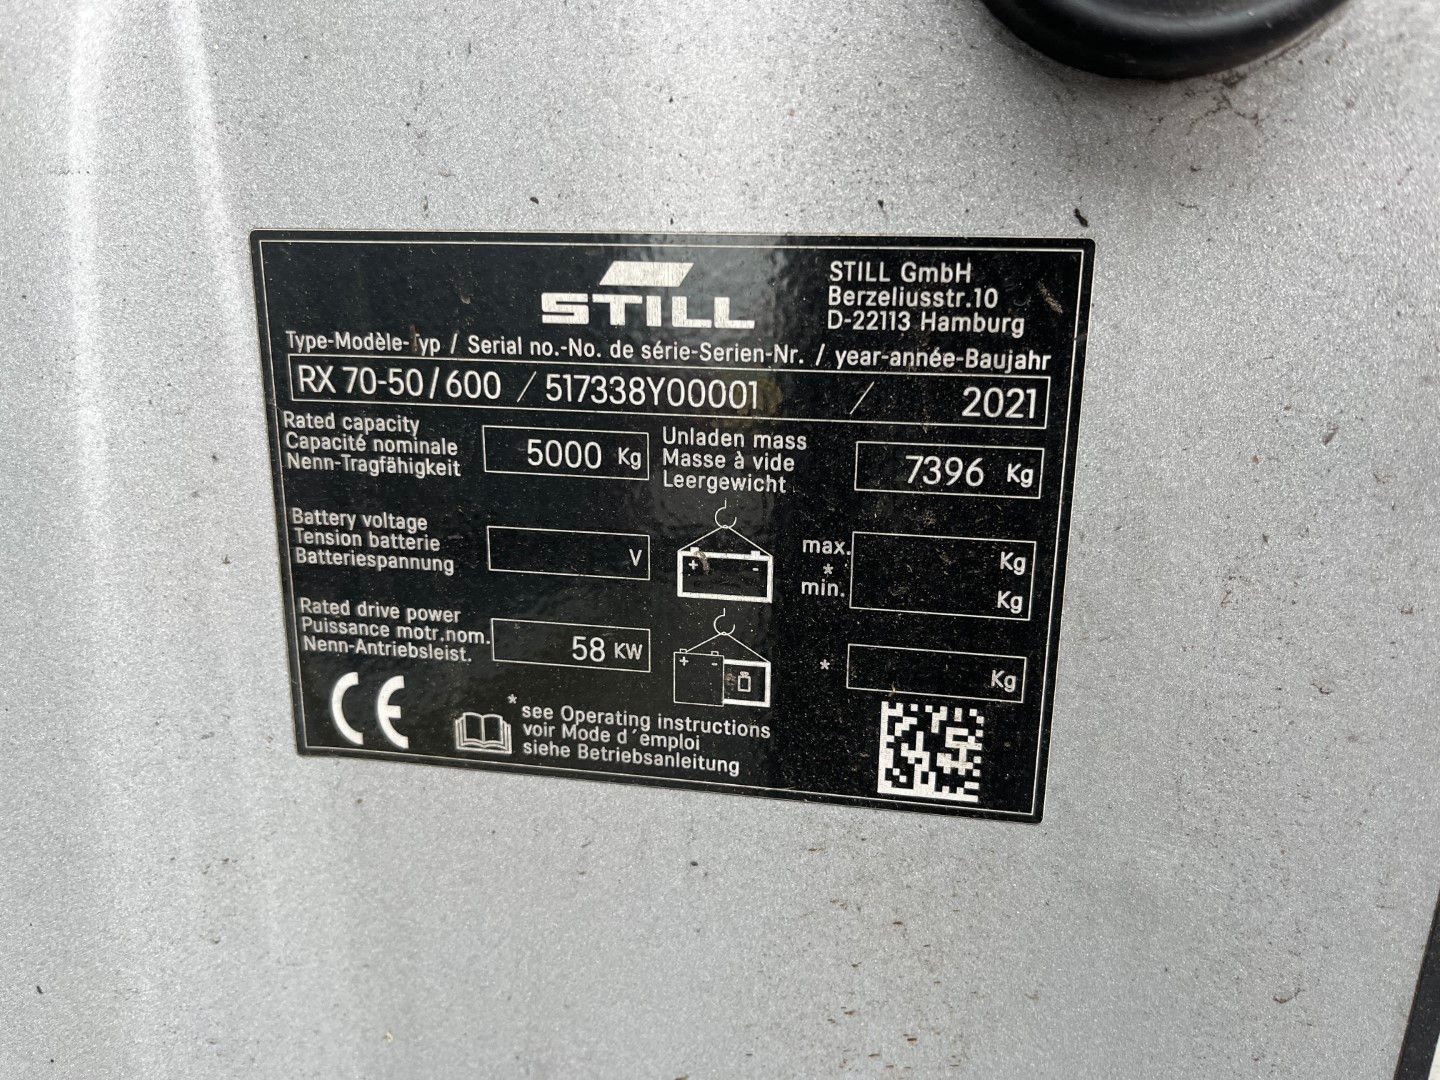 STILL
STILL GmbH
Berzeliusstr.10
D-22113 Hamburg
Type-Modèle-Typ / Serial no.-No. de série-Serien-Nr. / year-année-Baujahr
RX 70-50/600 / 517338Y00001 / 2021
Rated capacity
Capacité nominale
Nenn-Tragfähigkeit
5000 Kg
Unladen mass
Masse à vide
Leergewicht
7396 Kg
Battery voltage
Tension batterie
Batteriespannung
V
+ -
max.
*
min.
Kg
Kg
Rated drive power
Puissance motr.nom.
Nenn-Antriebsleist.
58 KW
+ -
*
Kg
CE
* see Operating instructions
voir Mode d´emploi
siehe Betriebsanleitung